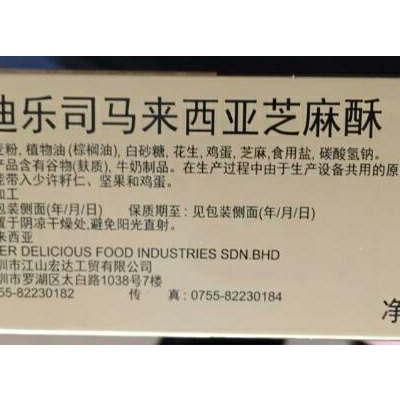 迪乐司马来西亚芝麻酥
麦粉, 植物油 (棕榈油), 白砂糖, 花生, 鸡蛋, 芝麻, 食用盐, 碳酸氢钠。
产品含有谷物(麸质), 牛奶制品。在生产过程中由于生产设备共用的原
能带入少许籽仁、坚果和鸡蛋。
加工
包装侧面(年/月/日) 保质期至: 见包装侧面(年/月/日)
置于阴凉干燥处,避免阳光直射。
来西亚
ER DELICIOUS FOOD INDUSTRIES SDN.BHD
圳市江山宏达工贸有限公司
圳市罗湖区太白路1038号7楼
55-82230182 传 真: 0755-82230184
净